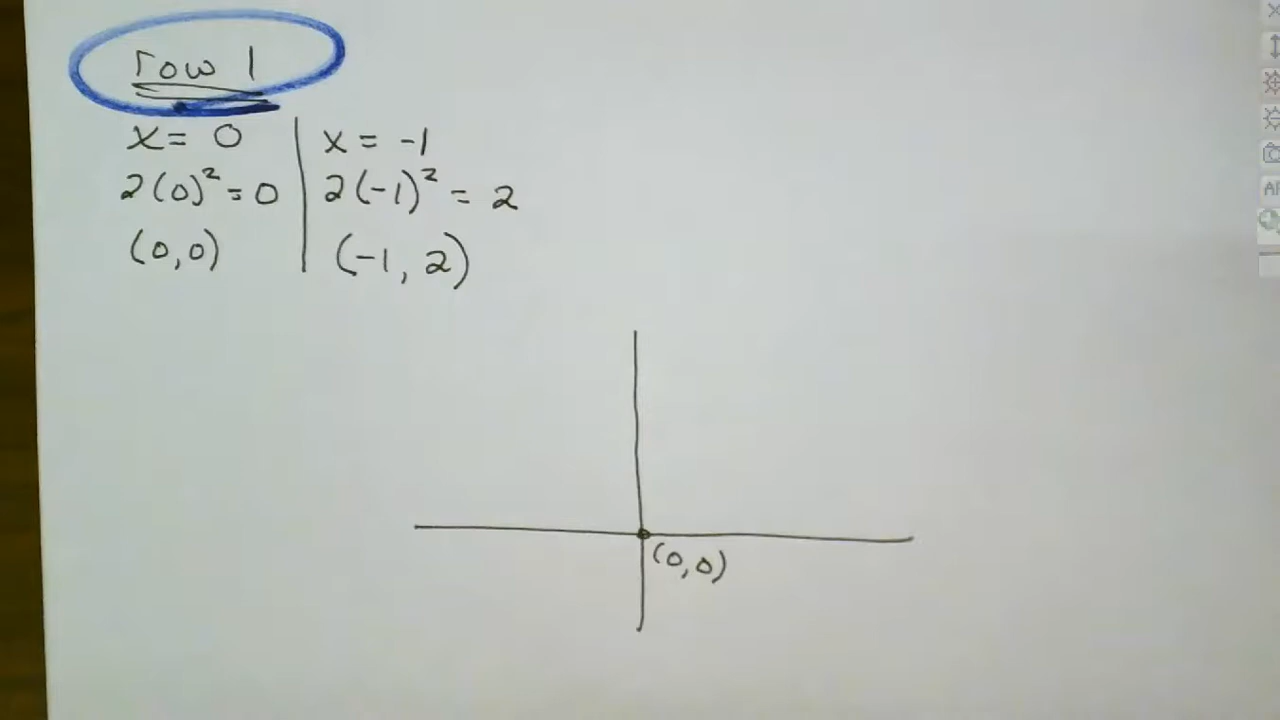 row 1
x = 0 | x = -1
2(0)² = 0 | 2(-1)² = 2
(0,0) | (-1, 2)
(0,0)